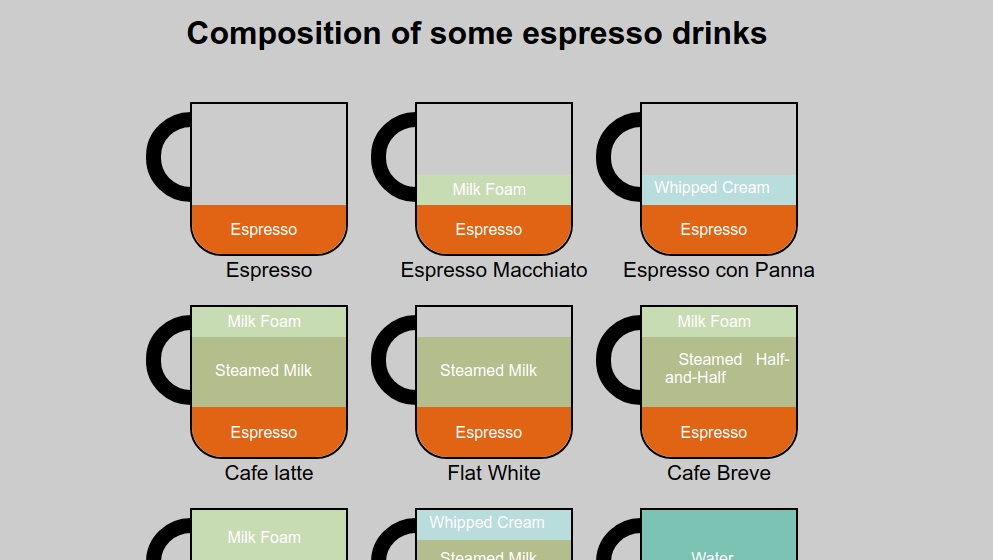 Composition of some espresso drinks
Milk Foam
Whipped Cream
Espresso
Espresso
Espresso
Espresso
Espresso Macchiato
Espresso con Panna
Milk Foam
Milk Foam
Steamed Milk
Steamed Milk
Steamed Half-
and-Half
Espresso
Espresso
Espresso
Cafe latte
Flat White
Cafe Breve
Milk Foam
Whipped Cream
Steamed Milk
Water